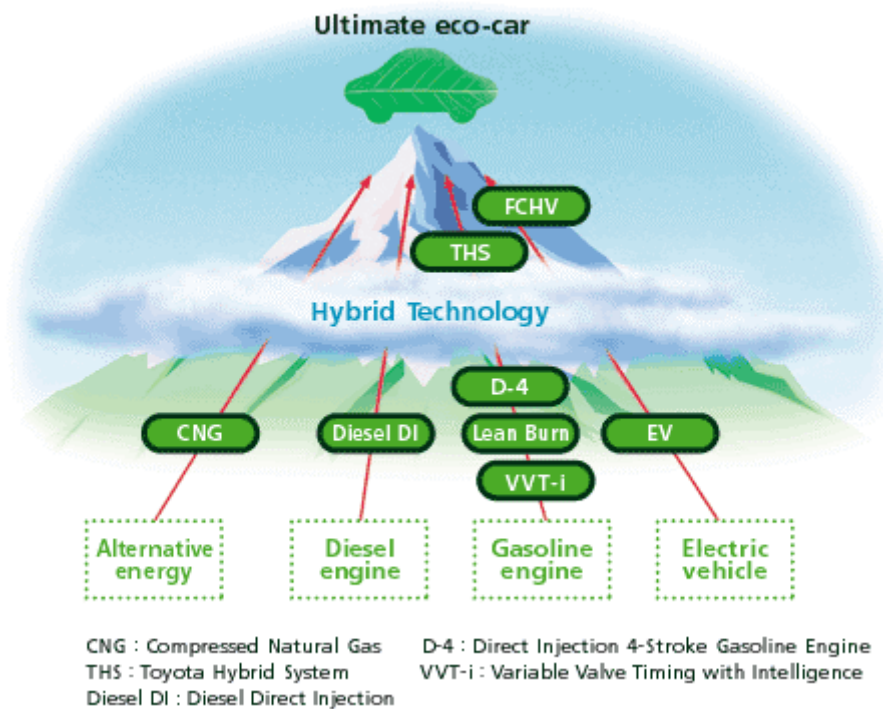 Ultimate eco-car
FCHV
THS
Hybrid Technology
D-4
CNG
Diesel DI
Lean Burn
EV
VVT-i
Alternative
energy
Diesel
engine
Gasoline
engine
Electric
vehicle
CNG : Compressed Natural Gas
THS : Toyota Hybrid System
Diesel DI : Diesel Direct Injection
D-4 : Direct Injection 4-Stroke Gasoline Engine
VVT-i : Variable Valve Timing with Intelligence